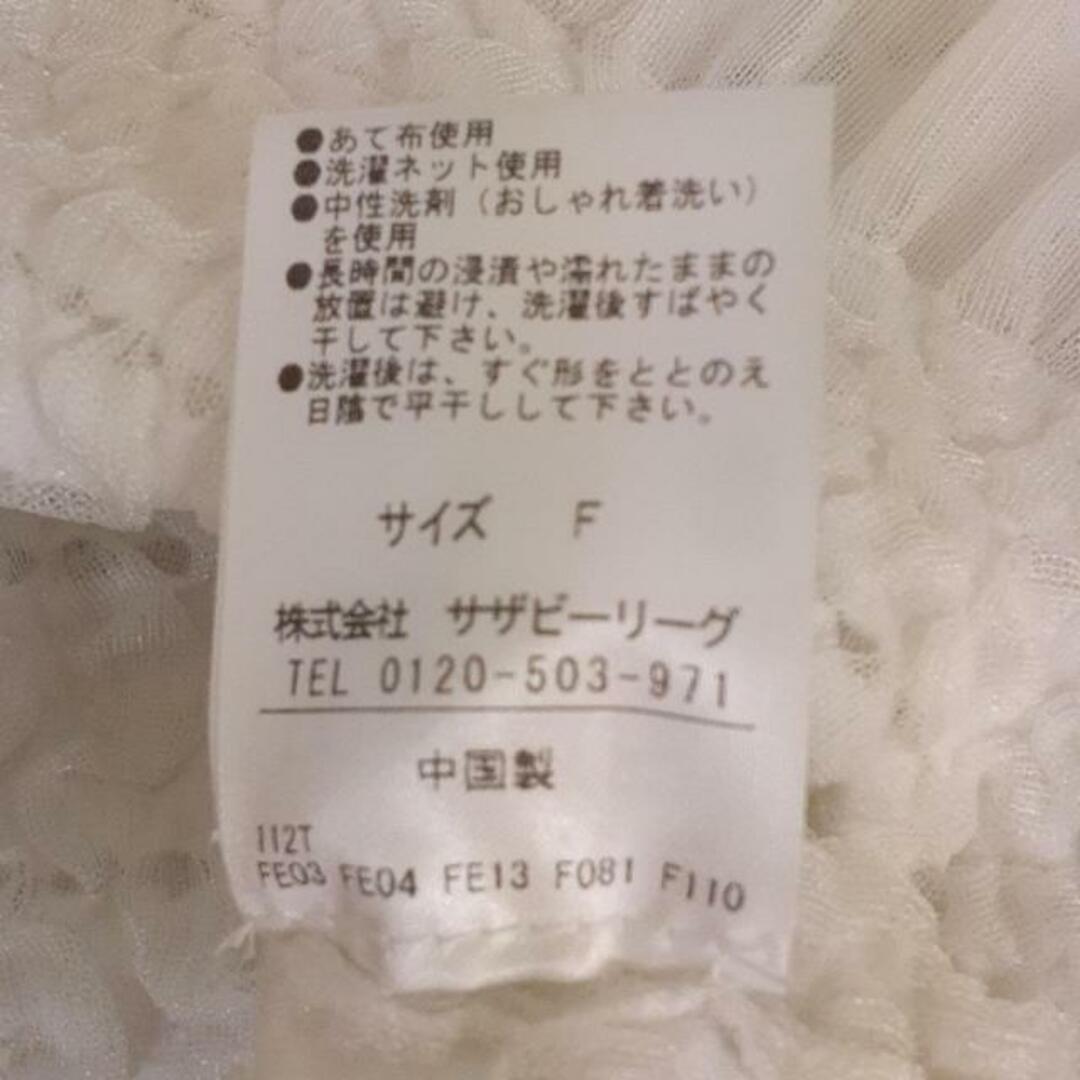 ●あて布使用
●洗濯ネット使用
●中性洗剤（おしゃれ着洗い）
を使用
●長時間の浸漬や濡れたままの
放置は避け、洗濯後すばやく
干して下さい。
●洗濯後は、すぐ形をととのえ
日陰で平干しして下さい。
サイズ F
株式会社 サザビーリーグ
TEL 0120-503-971
中国製
112T
FE03 FE04 FE13 F081 F110